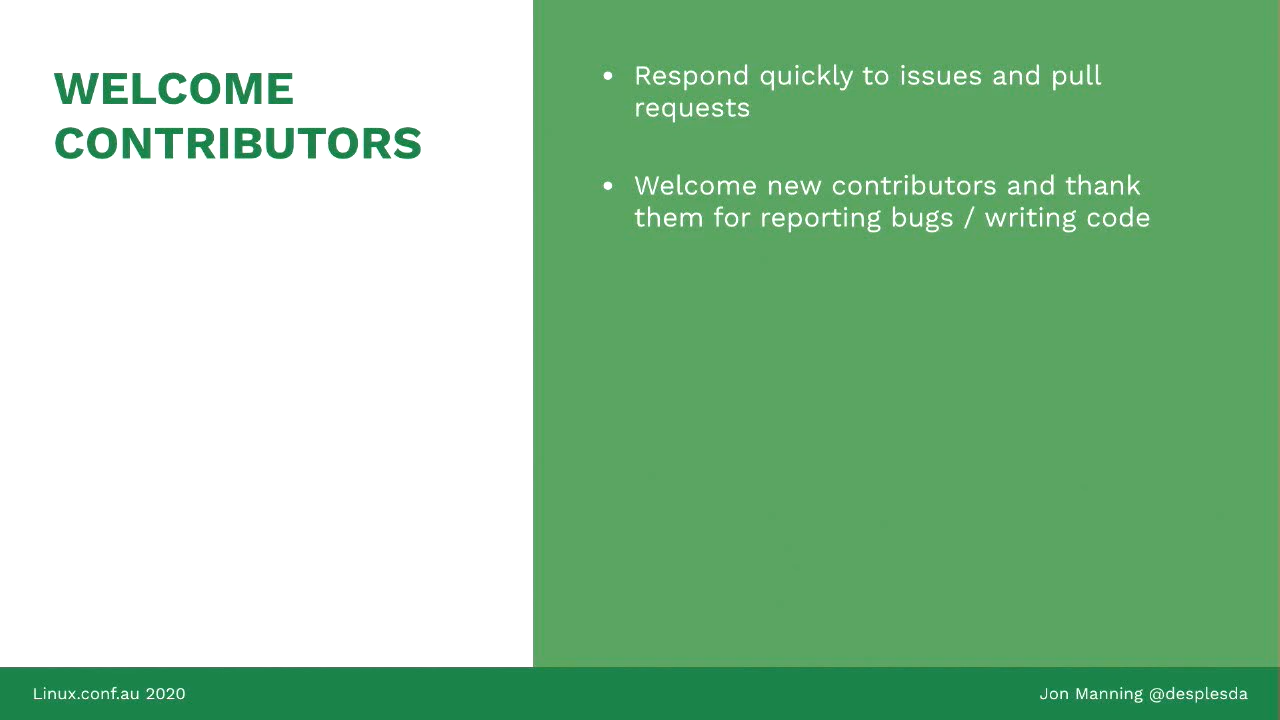 WELCOME
CONTRIBUTORS
• Respond quickly to issues and pull
requests
• Welcome new contributors and thank
them for reporting bugs / writing code
Linux.conf.au 2020
Jon Manning @desplesda